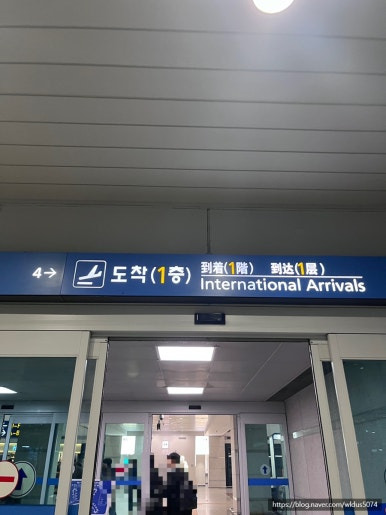 4→ 도착(1층) 到着(1階) 到达(1层)
International Arrivals
https://blog.naver.com/wldus5074